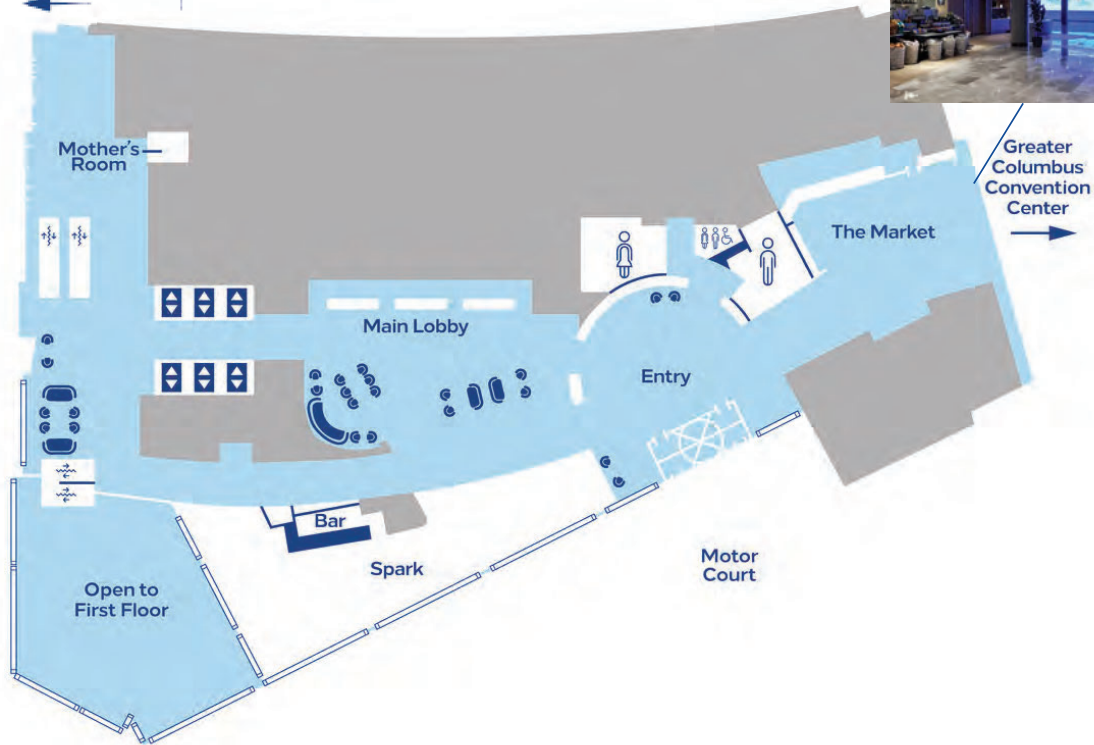 Mother's
Room
Greater
Columbus
Convention
Center
The Market
Main Lobby
Entry
Bar
Spark
Motor
Court
Open to
First Floor